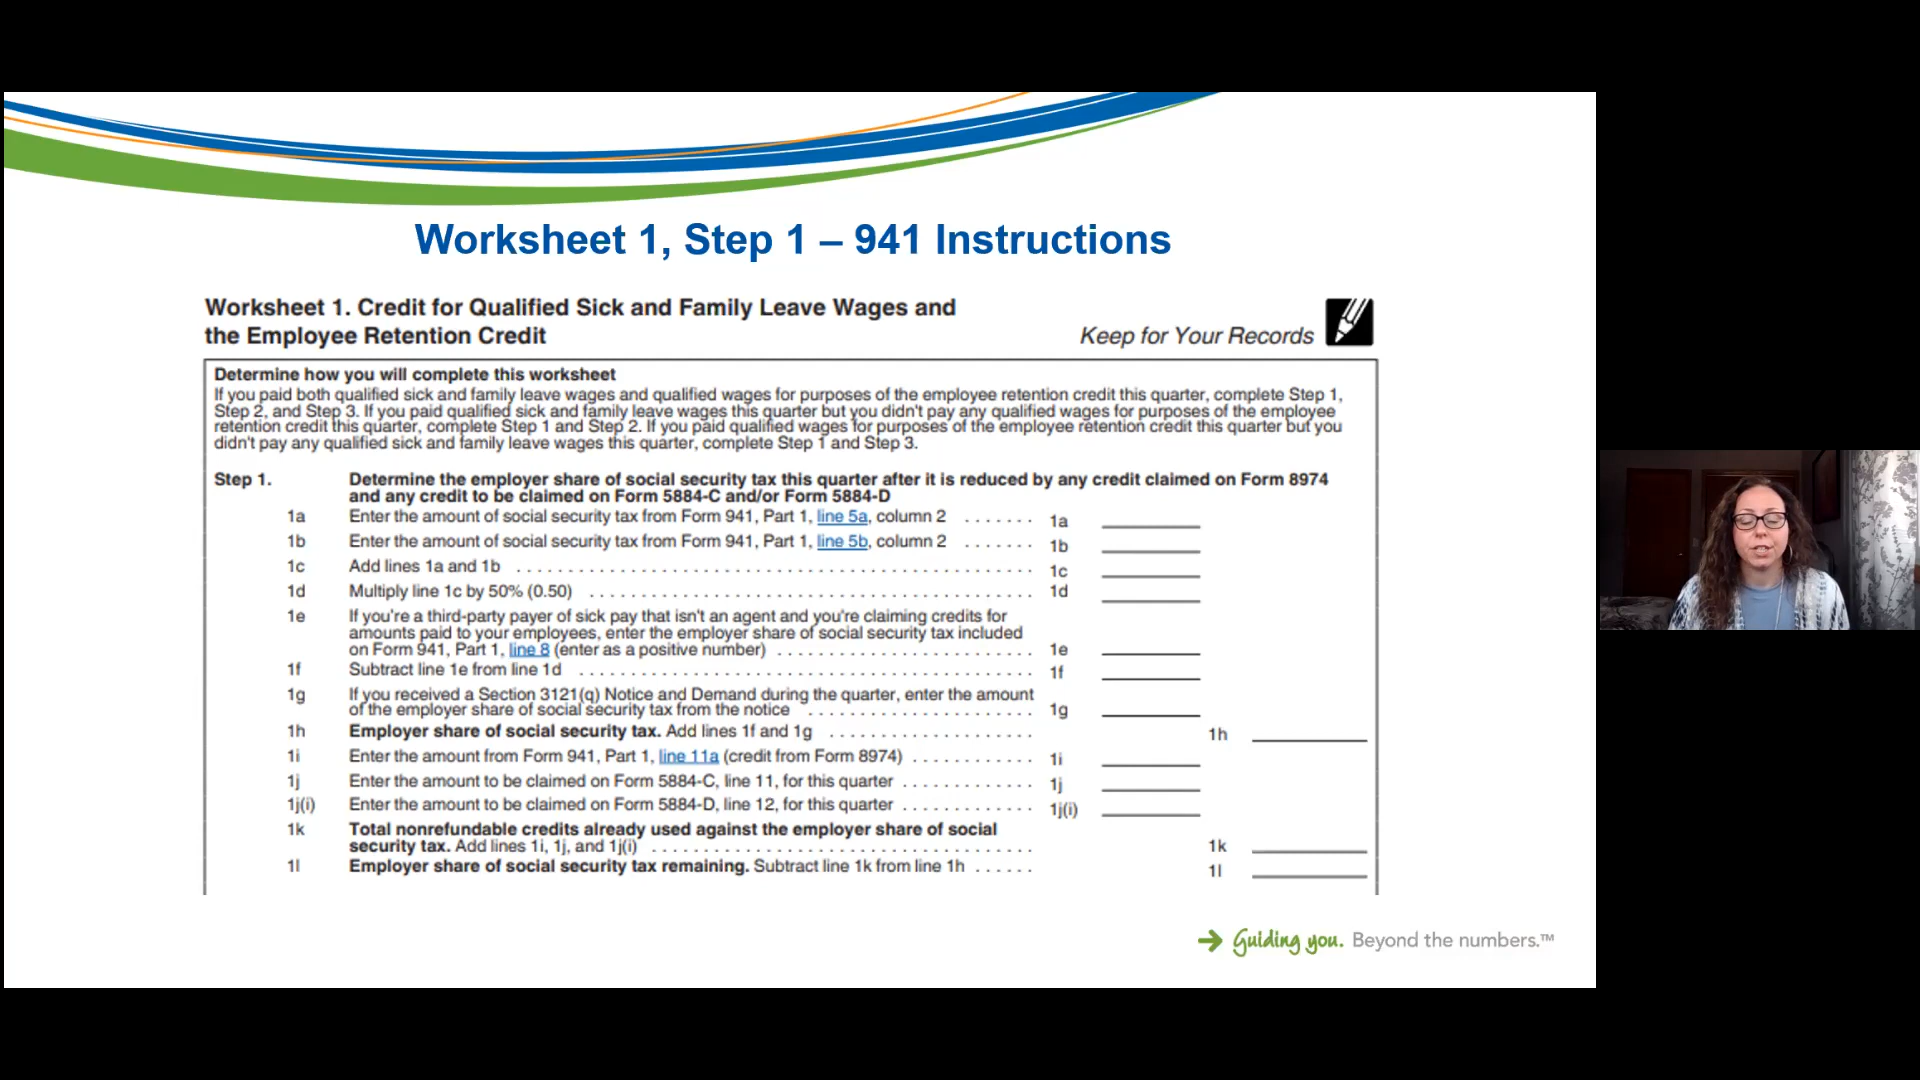 Worksheet 1, Step 1 – 941 Instructions
Worksheet 1. Credit for Qualified Sick and Family Leave Wages and
the Employee Retention Credit
Keep for Your Records
Determine how you will complete this worksheet
If you paid both qualified sick and family leave wages and qualified wages for purposes of the employee retention credit this quarter, complete Step 1,
Step 2, and Step 3. If you paid qualified sick and family leave wages this quarter but you didn't pay any qualified wages for purposes of the employee
retention credit this quarter, complete Step 1 and Step 2. If you paid qualified wages for purposes of the employee retention credit this quarter but you
didn't pay any qualified sick and family leave wages this quarter, complete Step 1 and Step 3.
Step 1. Determine the employer share of social security tax this quarter after it is reduced by any credit claimed on Form 8974
and any credit to be claimed on Form 5884-C and/or Form 5884-D
1a Enter the amount of social security tax from Form 941, Part 1, line 5a, column 2 . . . . . . . 1a
1b Enter the amount of social security tax from Form 941, Part 1, line 5b, column 2 . . . . . . . 1b
1c Add lines 1a and 1b . . . . . . . 1c
1d Multiply line 1c by 50% (0.50) . . . . . . . 1d
1e If you're a third-party payer of sick pay that isn't an agent and you're claiming credits for
amounts paid to your employees, enter the employer share of social security tax included
on Form 941, Part 1, line 8 (enter as a positive number) . . . . . . . 1e
1f Subtract line 1e from line 1d . . . . . . . 1f
1g If you received a Section 3121(q) Notice and Demand during the quarter, enter the amount
of the employer share of social security tax from the notice . . . . . . . 1g
1h Employer share of social security tax. Add lines 1f and 1g . . . . . . . 1h
1i Enter the amount from Form 941, Part 1, line 11a (credit from Form 8974) . . . . . . . 1i
1j Enter the amount to be claimed on Form 5884-C, line 11, for this quarter . . . . . . . 1j
1j(i) Enter the amount to be claimed on Form 5884-D, line 12, for this quarter . . . . . . . 1j(i)
1k Total nonrefundable credits already used against the employer share of social
security tax. Add lines 1i, 1j, and 1j(i) . . . . . . . 1k
1l Employer share of social security tax remaining. Subtract line 1k from line 1h . . . . . . 1l
Guiding you. Beyond the numbers.™